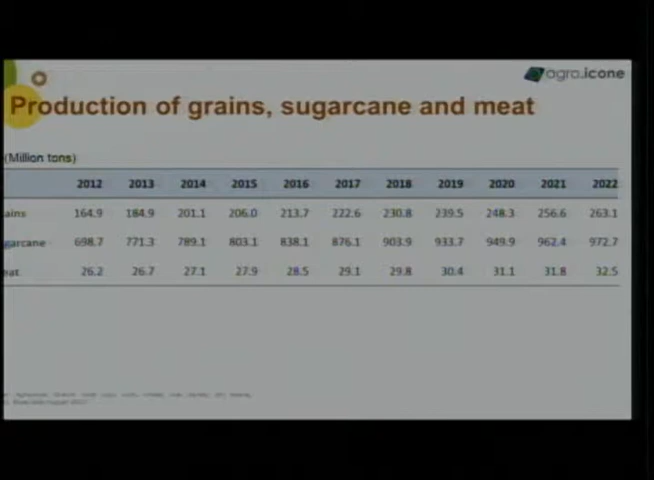 agro.icone
Production of grains, sugarcane and meat
(Million tons)
2012 2013 2014 2015 2016 2017 2018 2019 2020 2021 2022
ains 164.9 184.9 201.1 206.0 213.7 222.6 230.8 239.5 248.3 256.6 263.1
garcane 698.7 771.3 789.1 803.1 838.1 876.1 903.9 933.7 949.9 962.4 972.7
eat 26.2 26.7 27.1 27.9 28.5 29.1 29.8 30.4 31.1 31.8 32.5